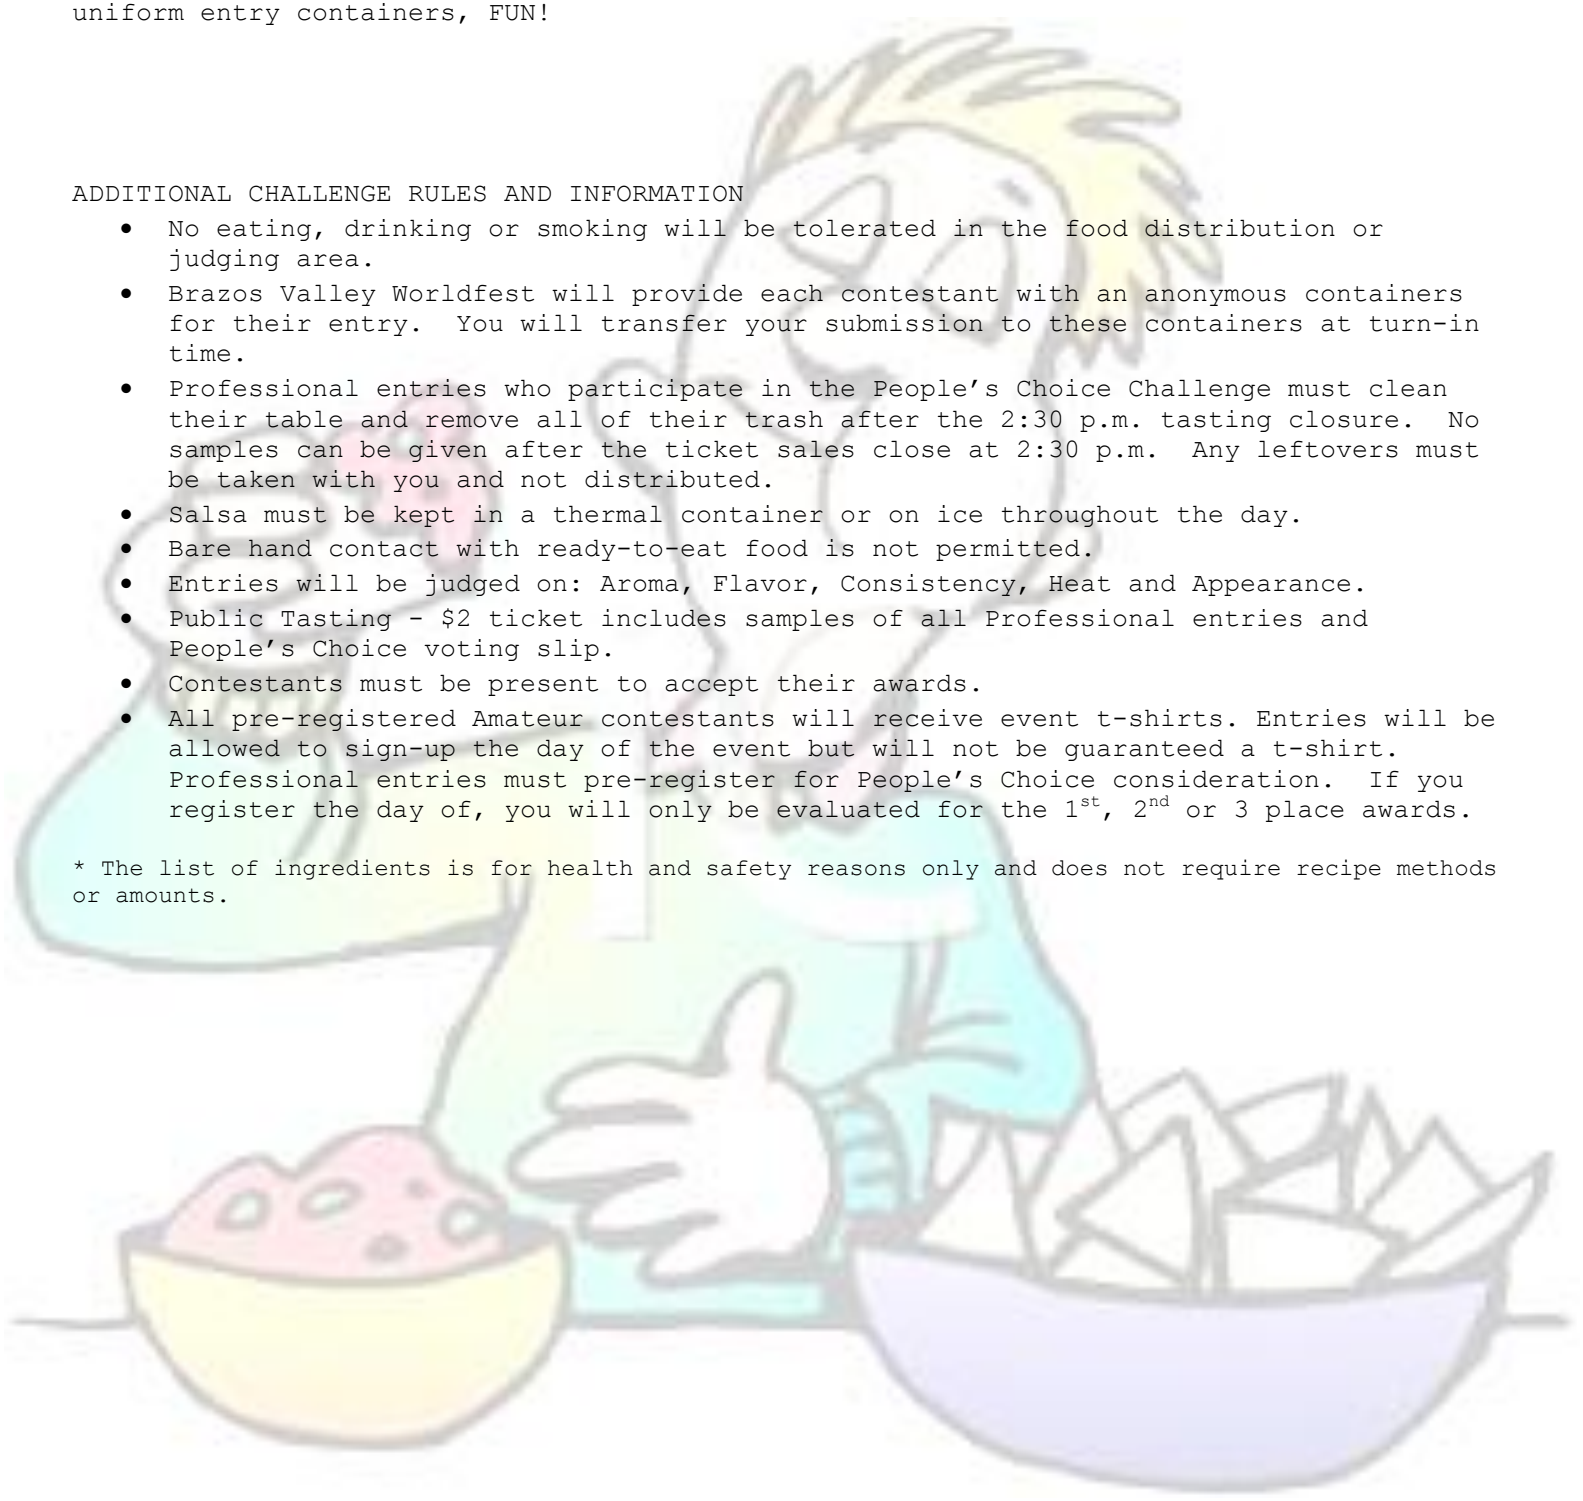 uniform entry containers, FUN!
ADDITIONAL CHALLENGE RULES AND INFORMATION
• No eating, drinking or smoking will be tolerated in the food distribution or
judging area.
• Brazos Valley Worldfest will provide each contestant with an anonymous containers
for their entry.  You will transfer your submission to these containers at turn-in
time.
• Professional entries who participate in the People’s Choice Challenge must clean
their table and remove all of their trash after the 2:30 p.m. tasting closure.  No
samples can be given after the ticket sales close at 2:30 p.m.  Any leftovers must
be taken with you and not distributed.
• Salsa must be kept in a thermal container or on ice throughout the day.
• Bare hand contact with ready-to-eat food is not permitted.
• Entries will be judged on: Aroma, Flavor, Consistency, Heat and Appearance.
• Public Tasting - $2 ticket includes samples of all Professional entries and
People’s Choice voting slip.
• Contestants must be present to accept their awards.
• All pre-registered Amateur contestants will receive event t-shirts. Entries will be
allowed to sign-up the day of the event but will not be guaranteed a t-shirt.
Professional entries must pre-register for People’s Choice consideration.  If you
register the day of, you will only be evaluated for the 1st, 2nd or 3 place awards.
* The list of ingredients is for health and safety reasons only and does not require recipe methods
or amounts.